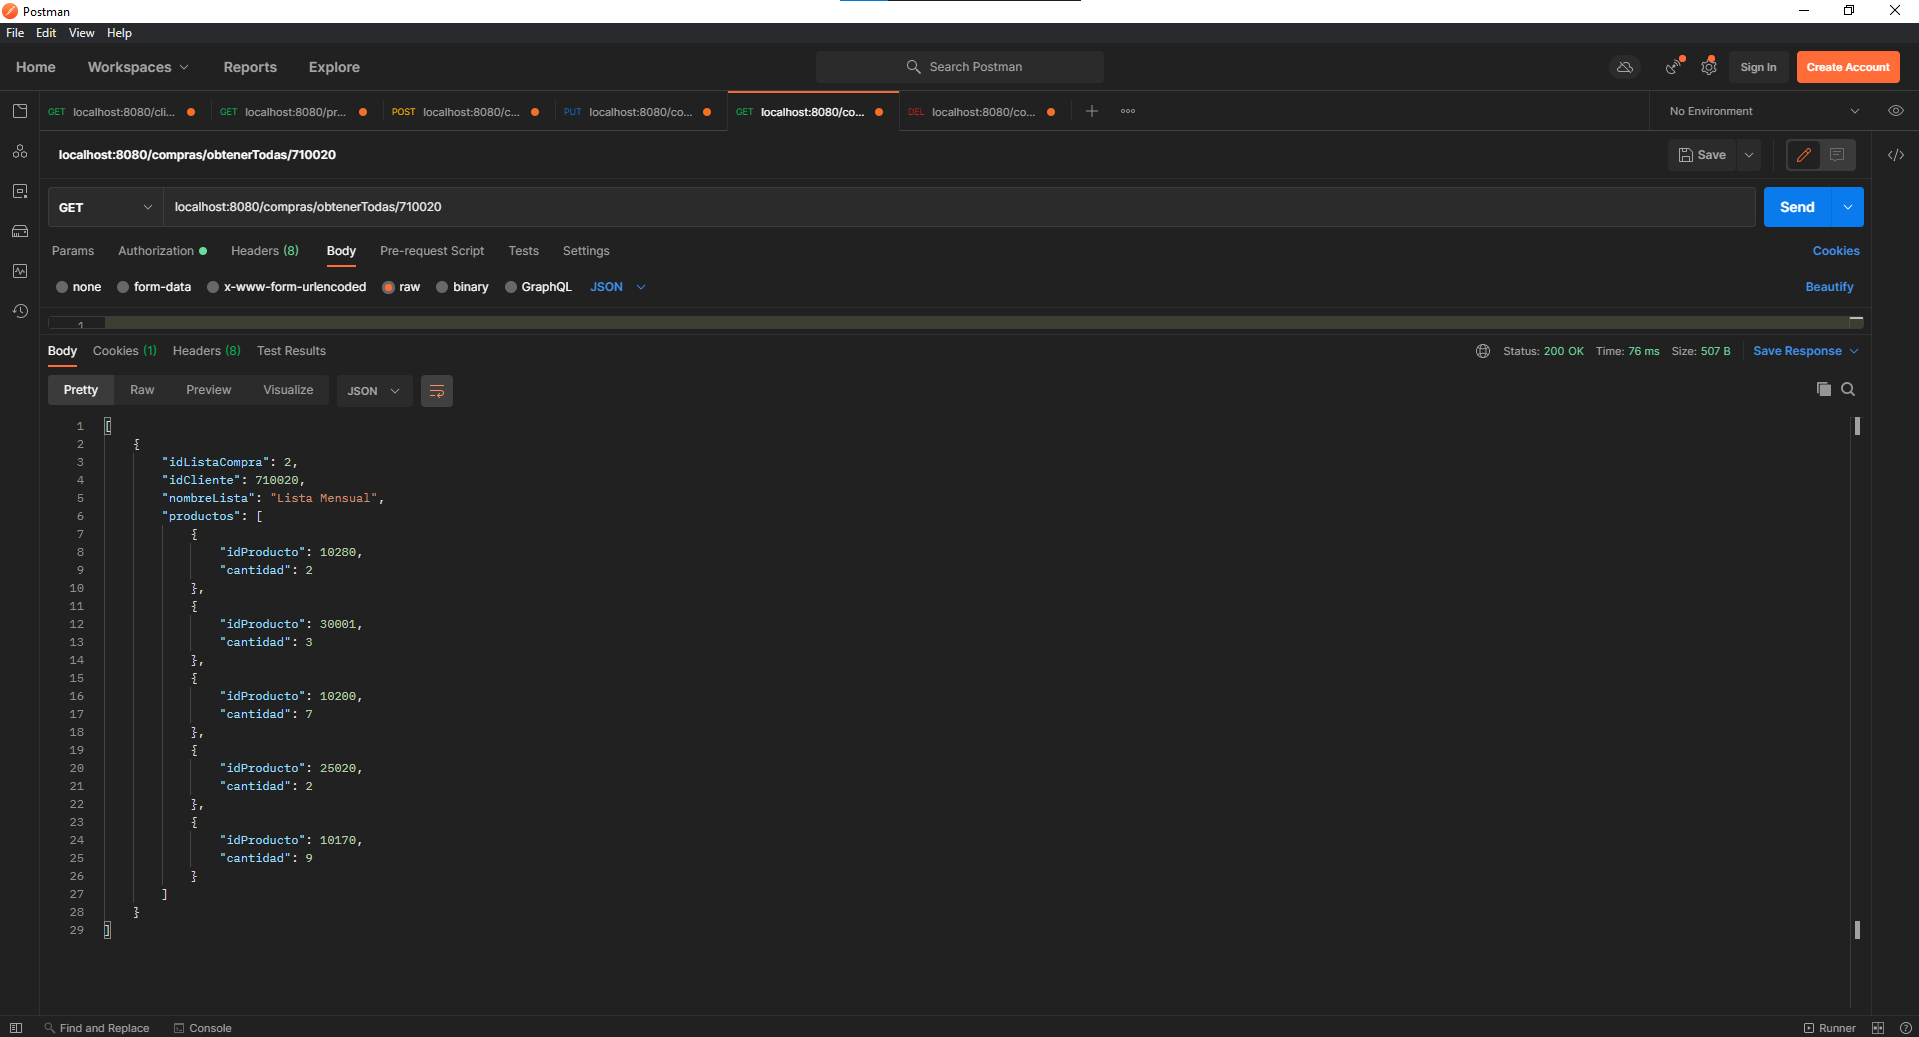 Postman
File Edit View Help
Home Workspaces Reports Explore Search Postman Sign In Create Account
GET localhost:8080/cli... GET localhost:8080/pr... POST localhost:8080/c... PUT localhost:8080/co... GET localhost:8080/co... DEL localhost:8080/co... No Environment
localhost:8080/compras/obtenerTodas/710020 Save
GET localhost:8080/compras/obtenerTodas/710020 Send
Params Authorization Headers (8) Body Pre-request Script Tests Settings Cookies
none form-data x-www-form-urlencoded raw binary GraphQL JSON Beautify
1
Body Cookies (1) Headers (8) Test Results Status: 200 OK Time: 76 ms Size: 507 B Save Response
Pretty Raw Preview Visualize JSON
1 [
2 {
3 "idListaCompra": 2,
4 "idCliente": 710020,
5 "nombreLista": "Lista Mensual",
6 "productos": [
7 {
8 "idProducto": 10280,
9 "cantidad": 2
10 },
11 {
12 "idProducto": 30001,
13 "cantidad": 3
14 },
15 {
16 "idProducto": 10200,
17 "cantidad": 7
18 },
19 {
20 "idProducto": 25020,
21 "cantidad": 2
22 },
23 {
24 "idProducto": 10170,
25 "cantidad": 9
26 }
27 ]
28 }
29 ]
Find and Replace Console Runner